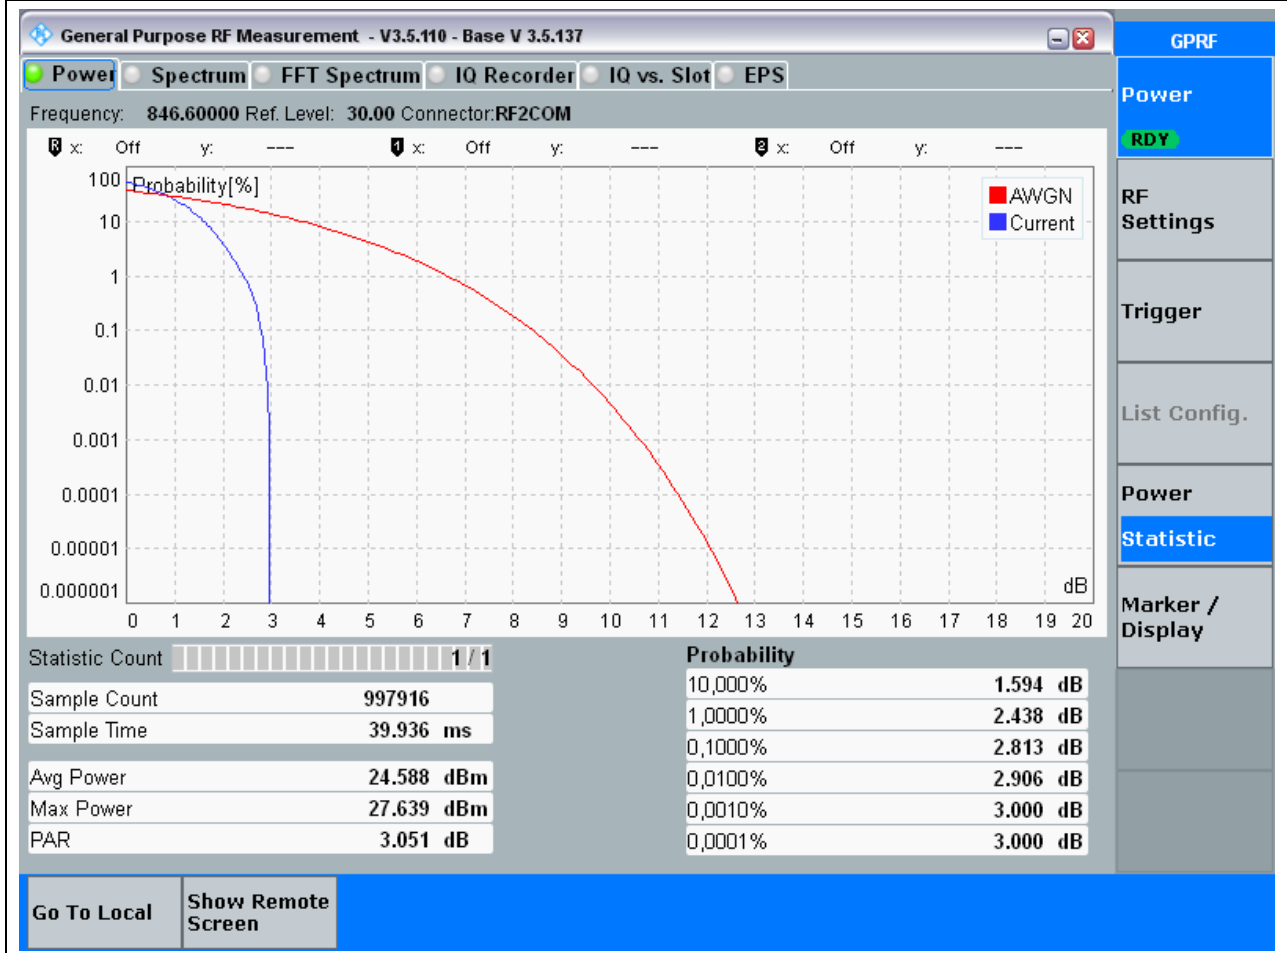 General Purpose RF Measurement - V3.5.110 - Base V 3.5.137
GPRF
Power Spectrum FFT Spectrum IQ Recorder IQ vs. Slot EPS
Frequency: 846.60000 Ref. Level: 30.00 Connector:RF2COM
Power
RDY
R x: Off y: --- 1 x: Off y: --- 2 x: Off y: ---
Probability[%]
AWGN
Current
100
10
1
0.1
0.01
0.001
0.0001
0.00001
0.000001
dB
0 1 2 3 4 5 6 7 8 9 10 11 12 13 14 15 16 17 18 19 20
RF
Settings
Trigger
List Config.
Power
Statistic
Marker /
Display
Statistic Count 1 / 1
Sample Count 997916
Sample Time 39.936 ms
Avg Power 24.588 dBm
Max Power 27.639 dBm
PAR 3.051 dB
Probability
10,000% 1.594 dB
1,0000% 2.438 dB
0,1000% 2.813 dB
0,0100% 2.906 dB
0,0010% 3.000 dB
0,0001% 3.000 dB
Go To Local
Show Remote
Screen